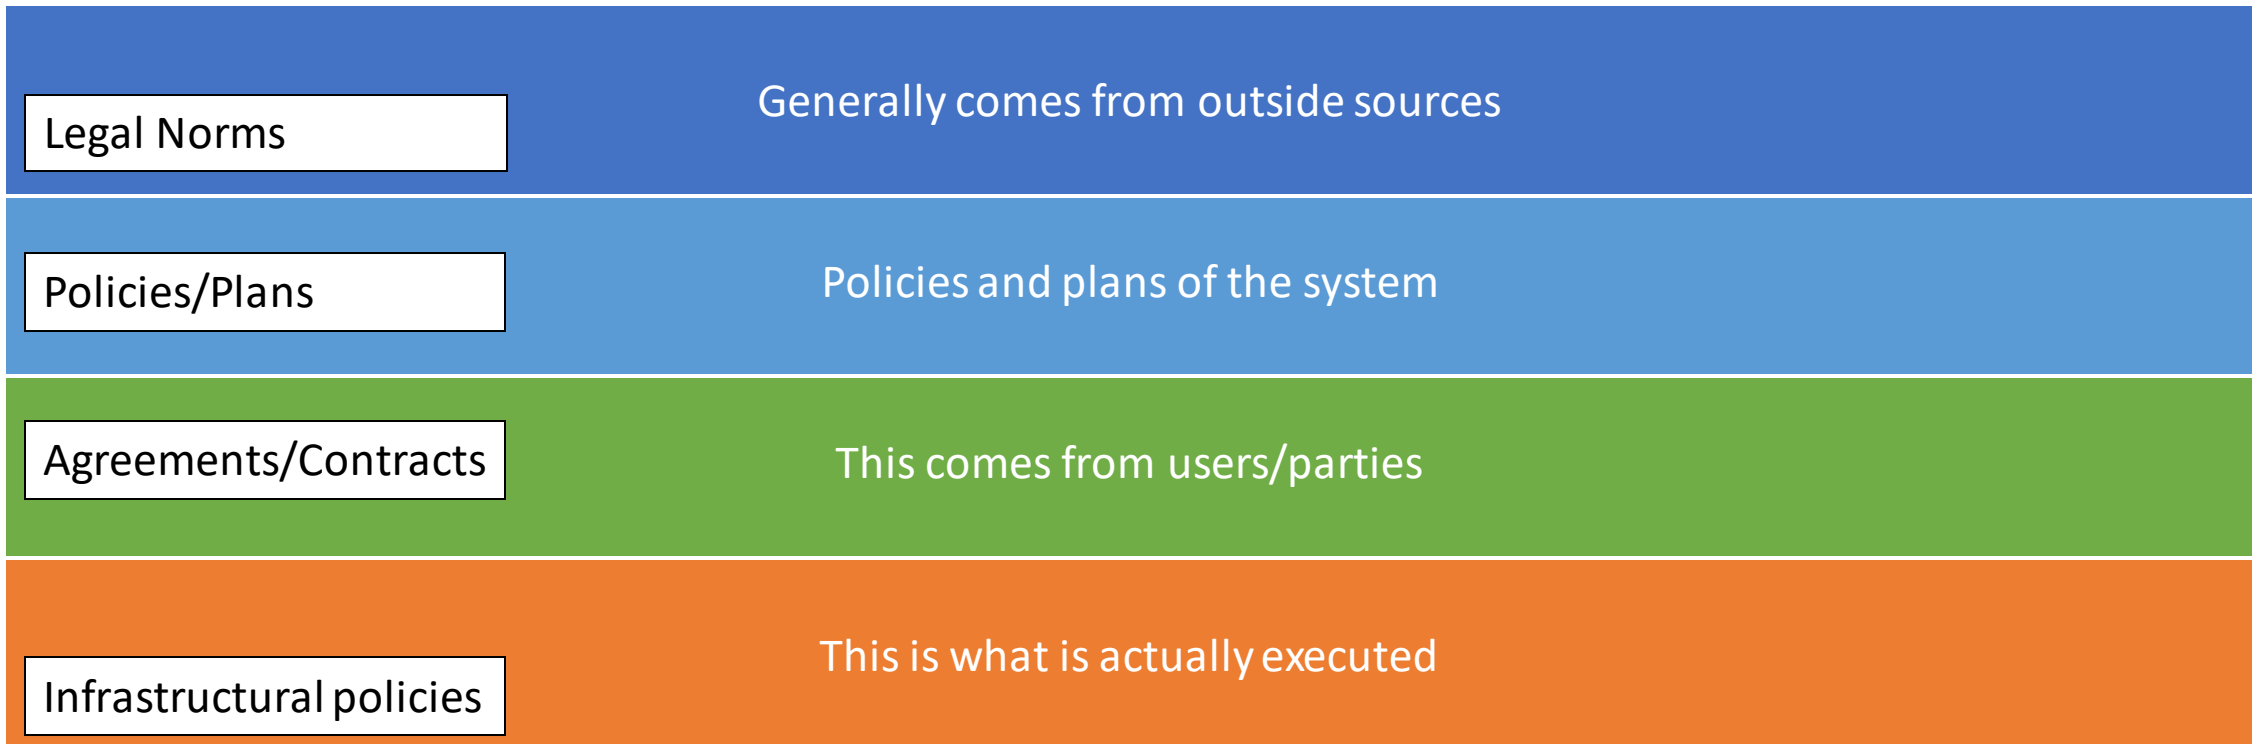 Generally comes from outside sources
Legal Norms
Policies and plans of the system
Policies/Plans
This comes from users/parties
Agreements/Contracts
This is what is actually executed
Infrastructural policies